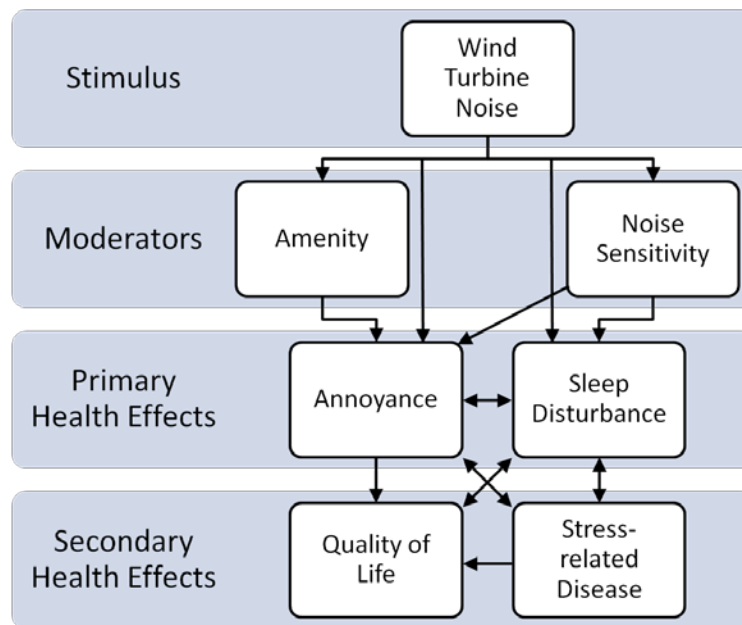 Stimulus
Wind
Turbine
Noise
Moderators
Amenity
Noise
Sensitivity
Primary
Health Effects
Annoyance
Sleep
Disturbance
Secondary
Health Effects
Quality of
Life
Stress-
related
Disease